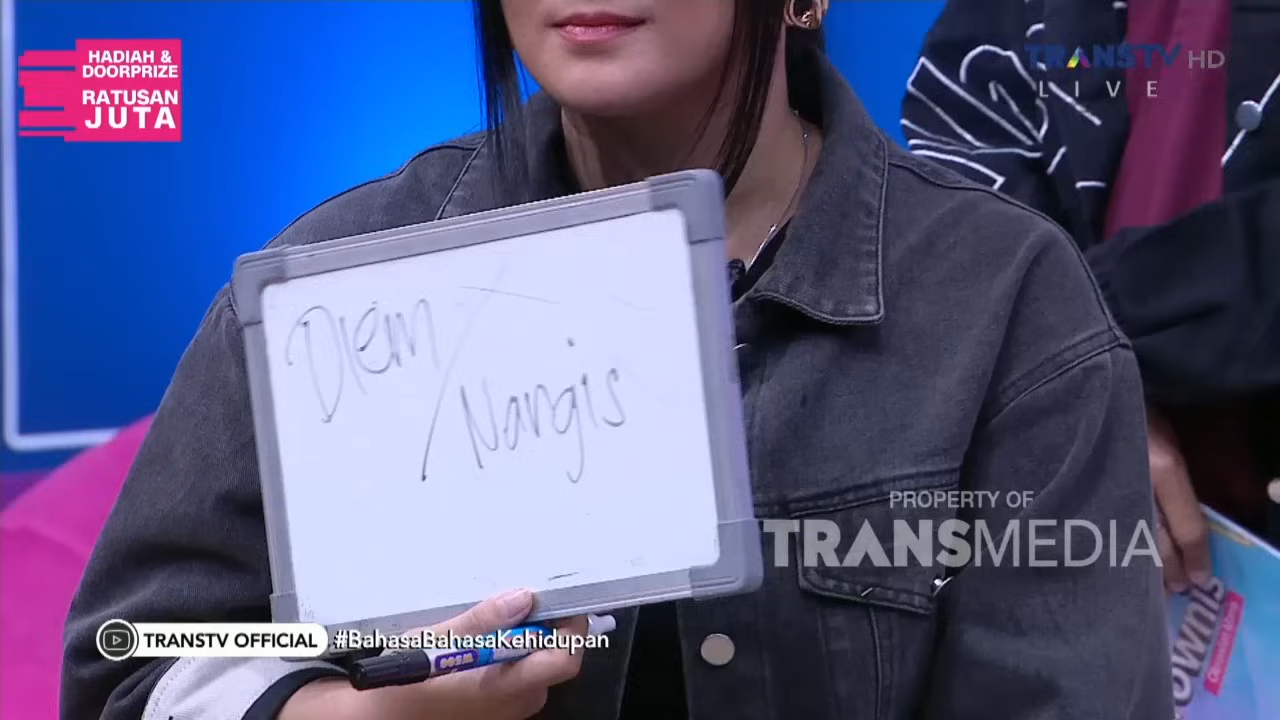 HADIAH &
DOORPRIZE
RATUSAN
JUTA
TRANSTV HD
LIVE
DIem / Nangis
PROPERTY OF
TRANSMEDIA
TRANSTV OFFICIAL #BahasaBahasaKehidupan